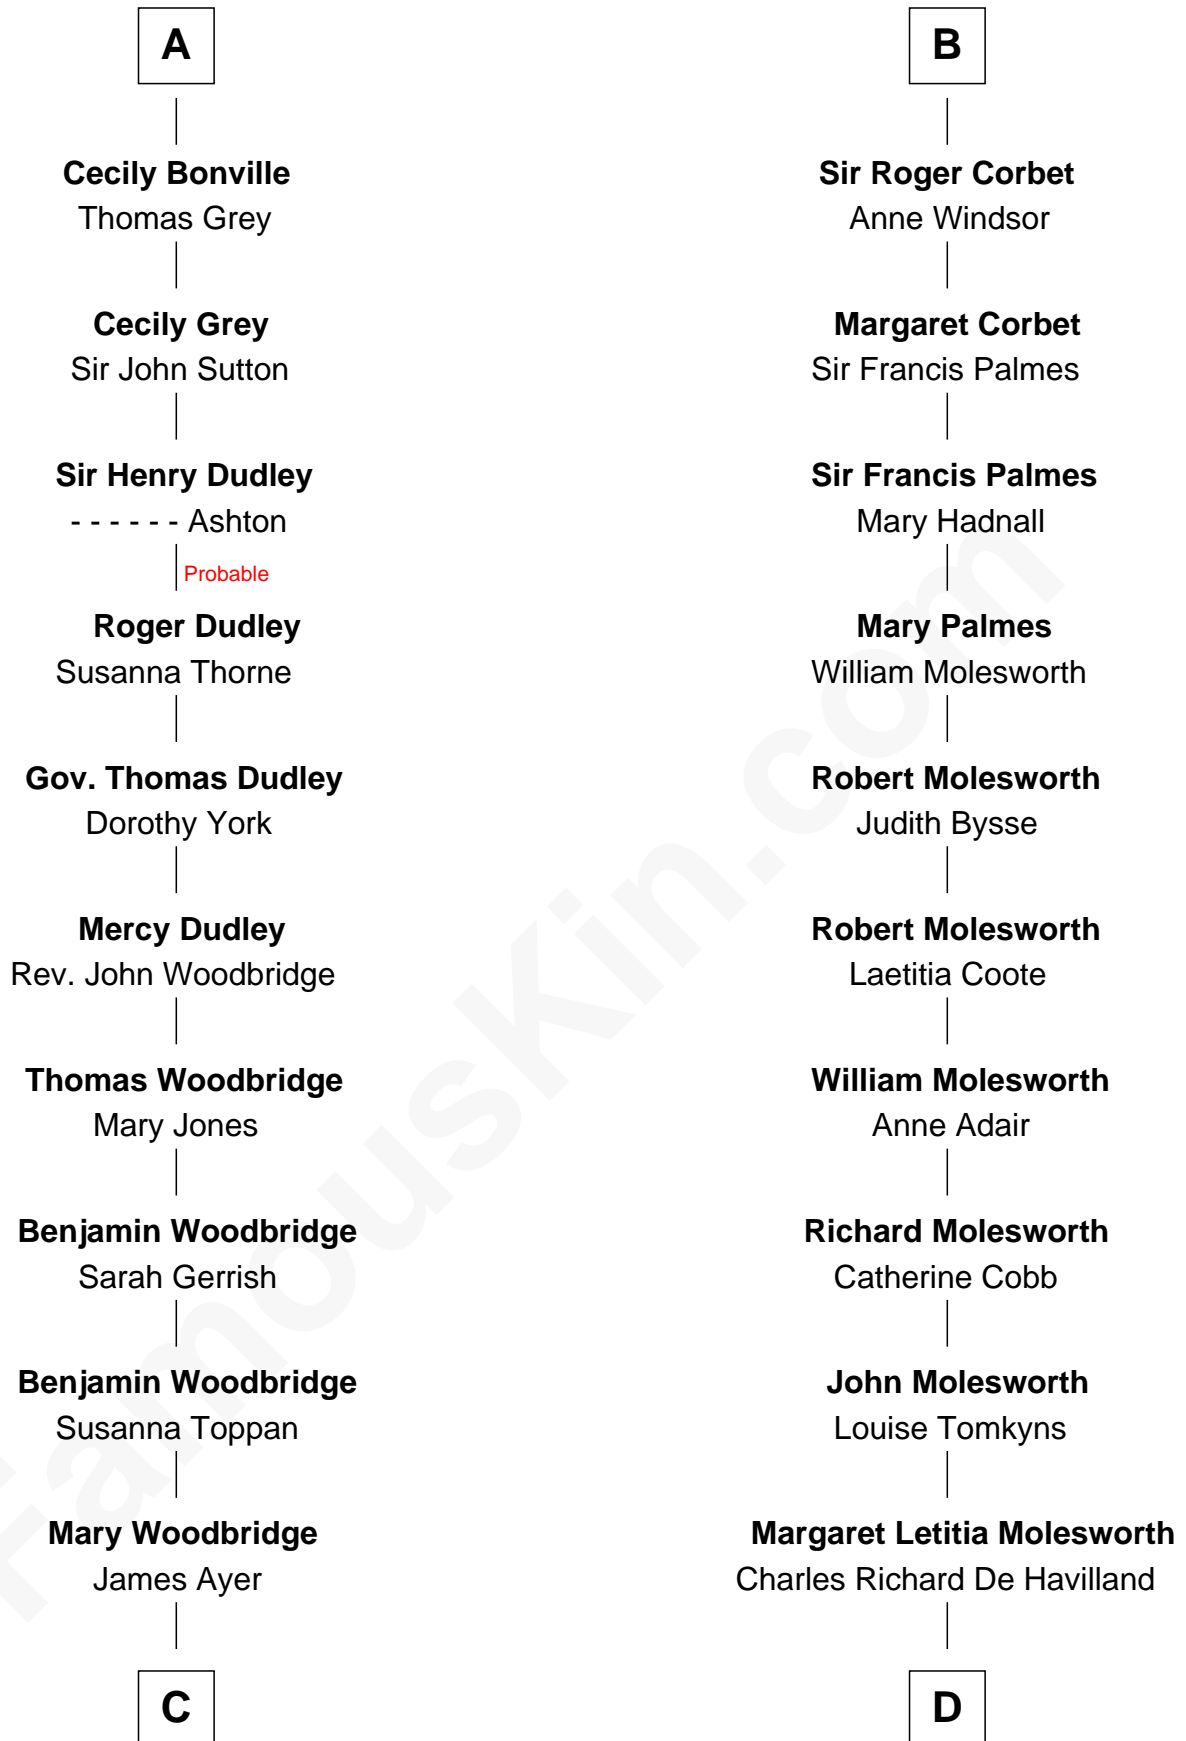 A
Cecily Bonville
Thomas Grey
Cecily Grey
Sir John Sutton
Sir Henry Dudley
- - - - - - Ashton
Probable
Roger Dudley
Susanna Thorne
Gov. Thomas Dudley
Dorothy York
Mercy Dudley
Rev. John Woodbridge
Thomas Woodbridge
Mary Jones
Benjamin Woodbridge
Sarah Gerrish
Benjamin Woodbridge
Susanna Toppan
Mary Woodbridge
James Ayer
C
B
Sir Roger Corbet
Anne Windsor
Margaret Corbet
Sir Francis Palmes
Sir Francis Palmes
Mary Hadnall
Mary Palmes
William Molesworth
Robert Molesworth
Judith Bysse
Robert Molesworth
Laetitia Coote
William Molesworth
Anne Adair
Richard Molesworth
Catherine Cobb
John Molesworth
Louise Tomkyns
Margaret Letitia Molesworth
Charles Richard De Havilland
D
FamousKin.com